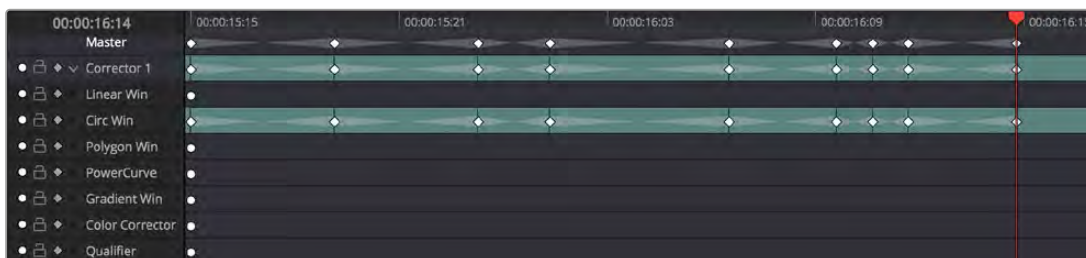 00:00:16:14 00:00:15:15 00:00:15:21 00:00:16:03 00:00:16:09
Master
Corrector 1
Linear Win
Circ Win
Polygon Win
PowerCurve
Gradient Win
Color Corrector
Qualifier